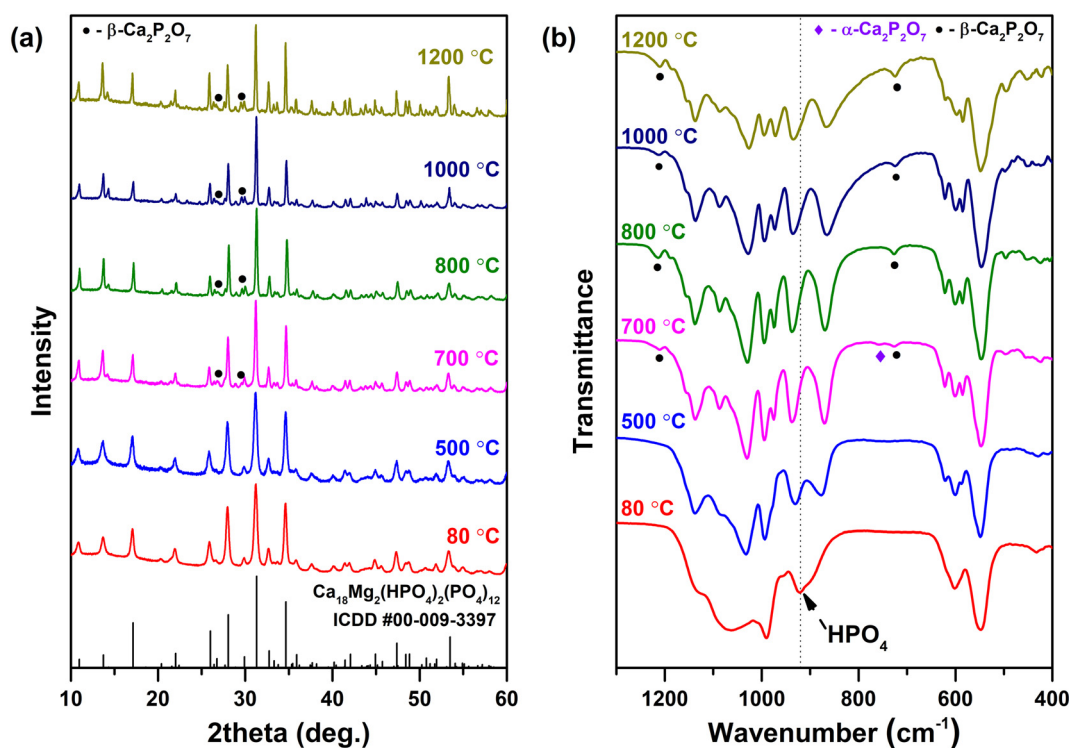 (a)
● - β-Ca₂P₂O₇
1200 °C
1000 °C
800 °C
700 °C
500 °C
80 °C
Ca₁₈Mg₂(HPO₄)₂(PO₄)₁₂
ICDD #00-009-3397
Intensity
10 20 30 40 50 60
2theta (deg.)
(b)
♦ - α-Ca₂P₂O₇ ● - β-Ca₂P₂O₇
1200 °C
1000 °C
800 °C
700 °C
500 °C
80 °C
HPO₄
Transmittance
1200 1000 800 600 400
Wavenumber (cm⁻¹)